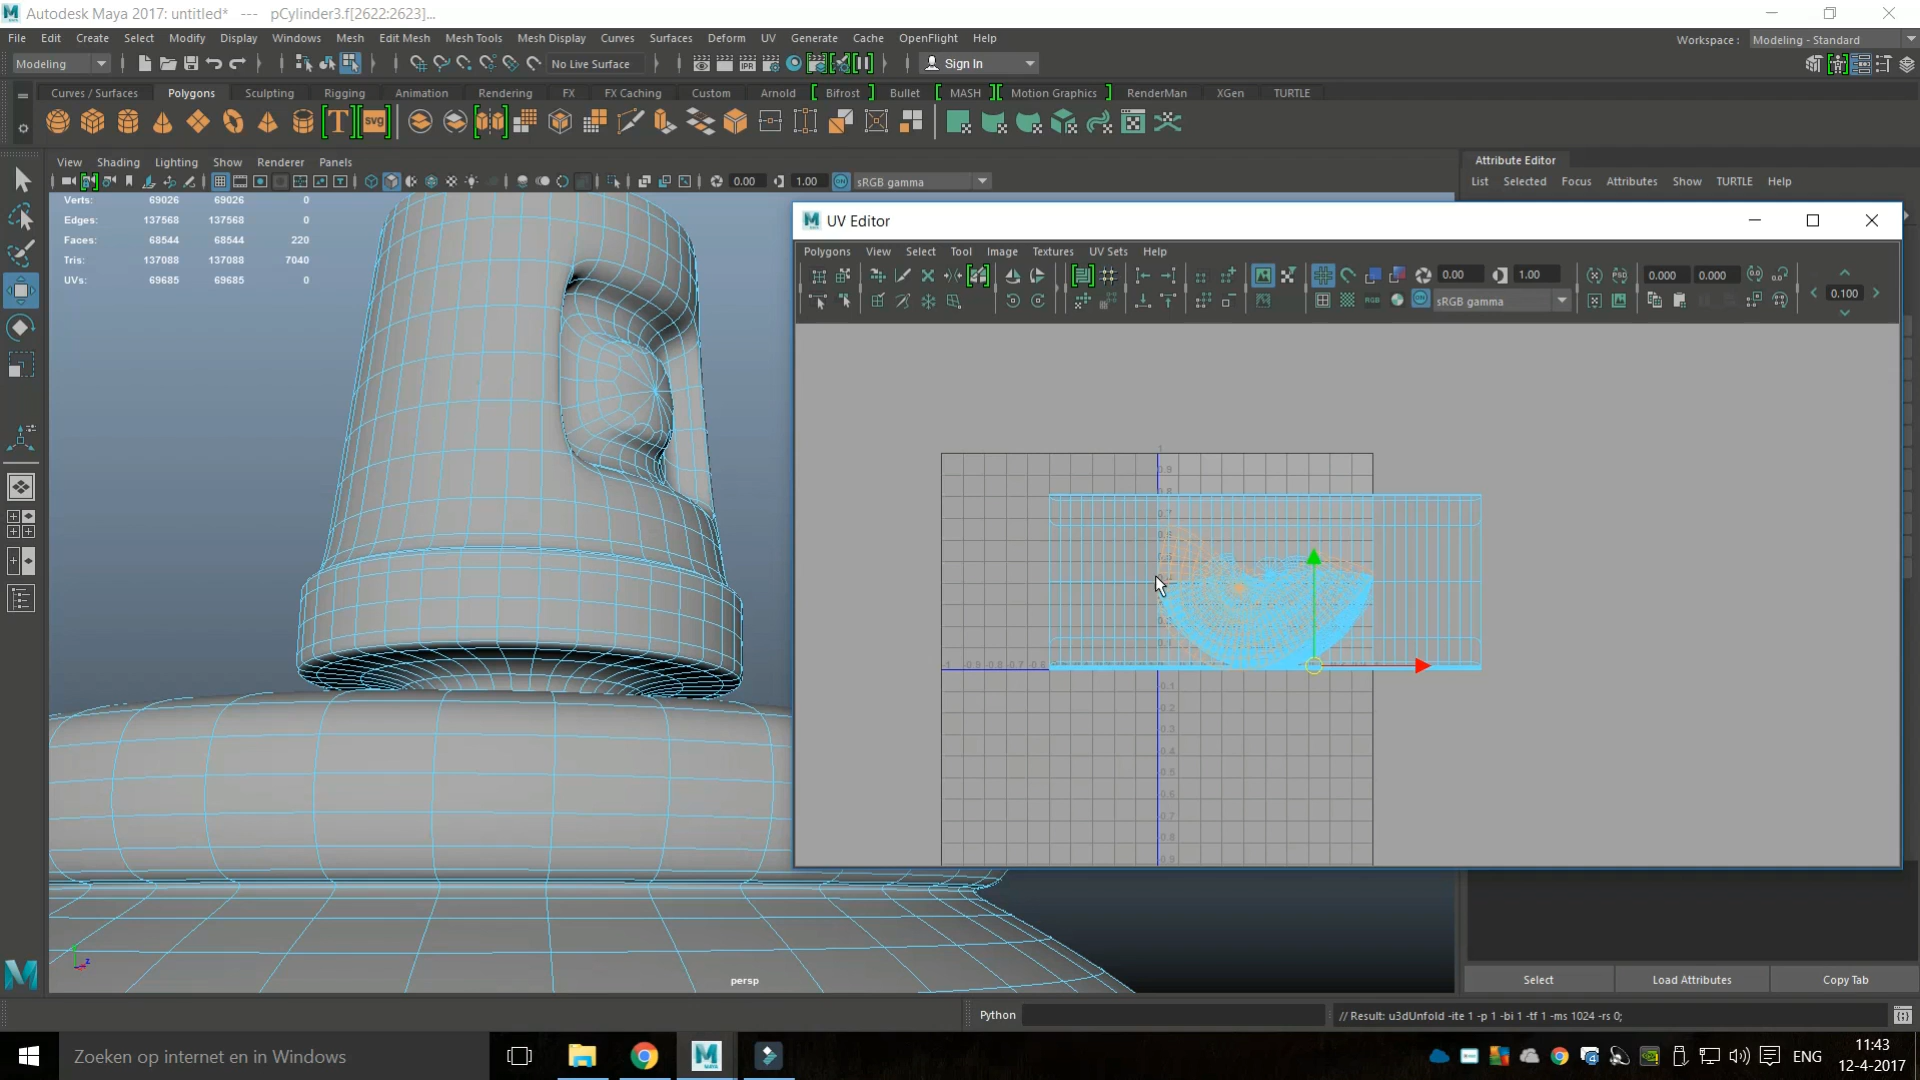 Autodesk Maya 2017: untitled* --- pCylinder3.f[2622:2623]...
File Edit Create Select Modify Display Windows Mesh Edit Mesh Mesh Tools Mesh Display Curves Surfaces Deform UV Generate Cache OpenFlight Help
Workspace : Modeling - Standard
Modeling No Live Surface Sign In
Curves / Surfaces Polygons Sculpting Rigging Animation Rendering FX FX Caching Custom Arnold Bifrost Bullet MASH Motion Graphics RenderMan XGen TURTLE
View Shading Lighting Show Renderer Panels
0.00 1.00 sRGB gamma
Attribute Editor
List Selected Focus Attributes Show TURTLE Help
Verts: 69026 69026 0
Edges: 137568 137568 0
Faces: 68544 68544 220
Tris: 137088 137088 7040
UVs: 69685 69685 0
UV Editor
Polygons View Select Tool Image Textures UV Sets Help
0.00 1.00 0.000 0.000 0.100
sRGB gamma
persp
Select Load Attributes Copy Tab
Python // Result: u3dUnfold -ite 1 -p 1 -bi 1 -tf 1 -ms 1024 -rs 0;
Zoeken op internet en in Windows
ENG
11:43
12-4-2017